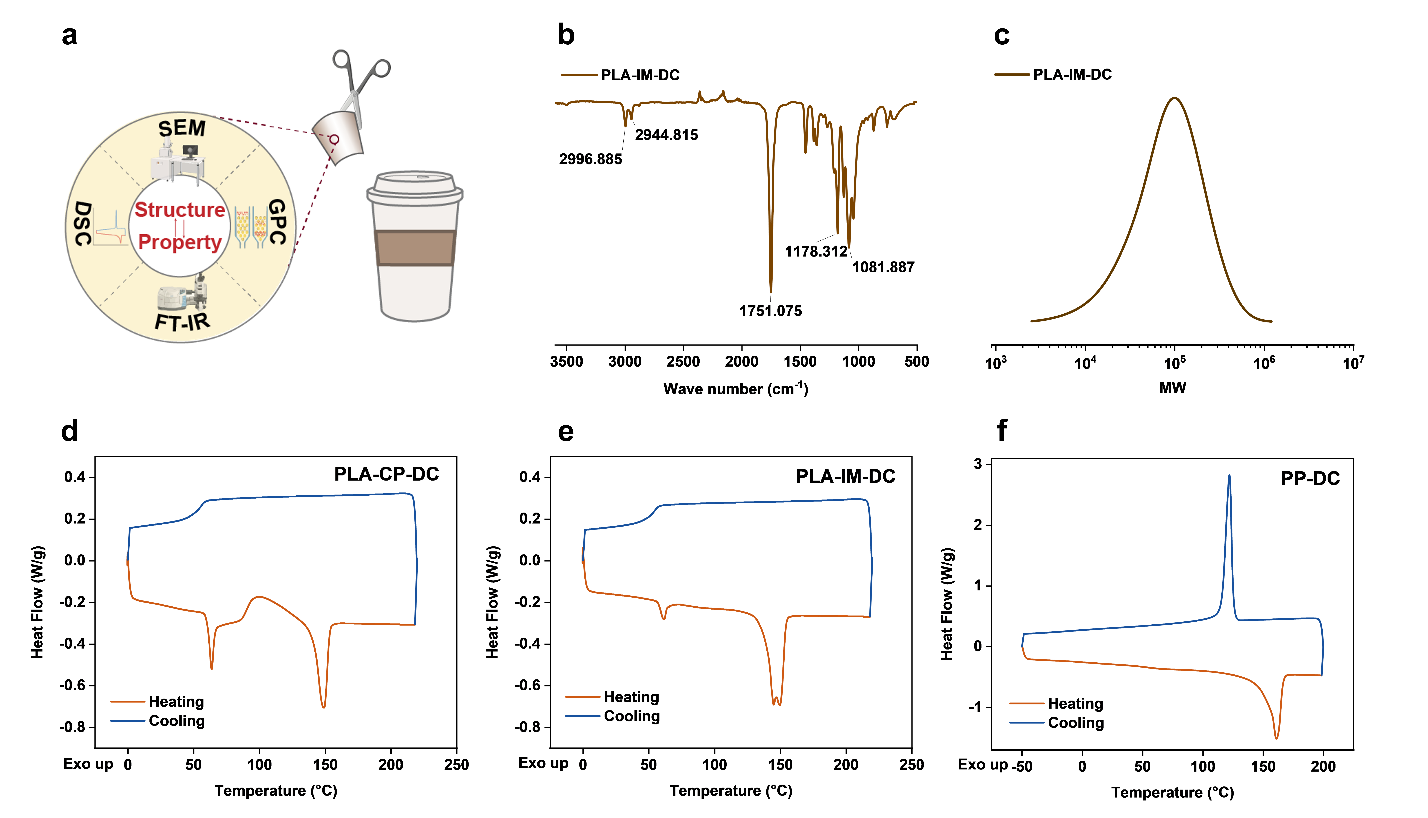 a
SEM
DSC
GPC
FT-IR
Structure
Property
b
PLA-IM-DC
2996.885
2944.815
1751.075
1178.312
1081.887
3500 3000 2500 2000 1500 1000 500
Wave number (cm⁻¹)
c
PLA-IM-DC
10³ 10⁴ 10⁵ 10⁶ 10⁷
MW
d
PLA-CP-DC
Heat Flow (W/g)
0.4
0.2
0.0
-0.2
-0.4
-0.6
-0.8
Heating
Cooling
Exo up 0 50 100 150 200 250
Temperature (°C)
e
PLA-IM-DC
Heat Flow (W/g)
0.4
0.2
0.0
-0.2
-0.4
-0.6
-0.8
Heating
Cooling
Exo up 0 50 100 150 200 250
Temperature (°C)
f
PP-DC
Heat Flow (W/g)
3
2
1
0
-1
Heating
Cooling
Exo up -50 0 50 100 150 200
Temperature (°C)